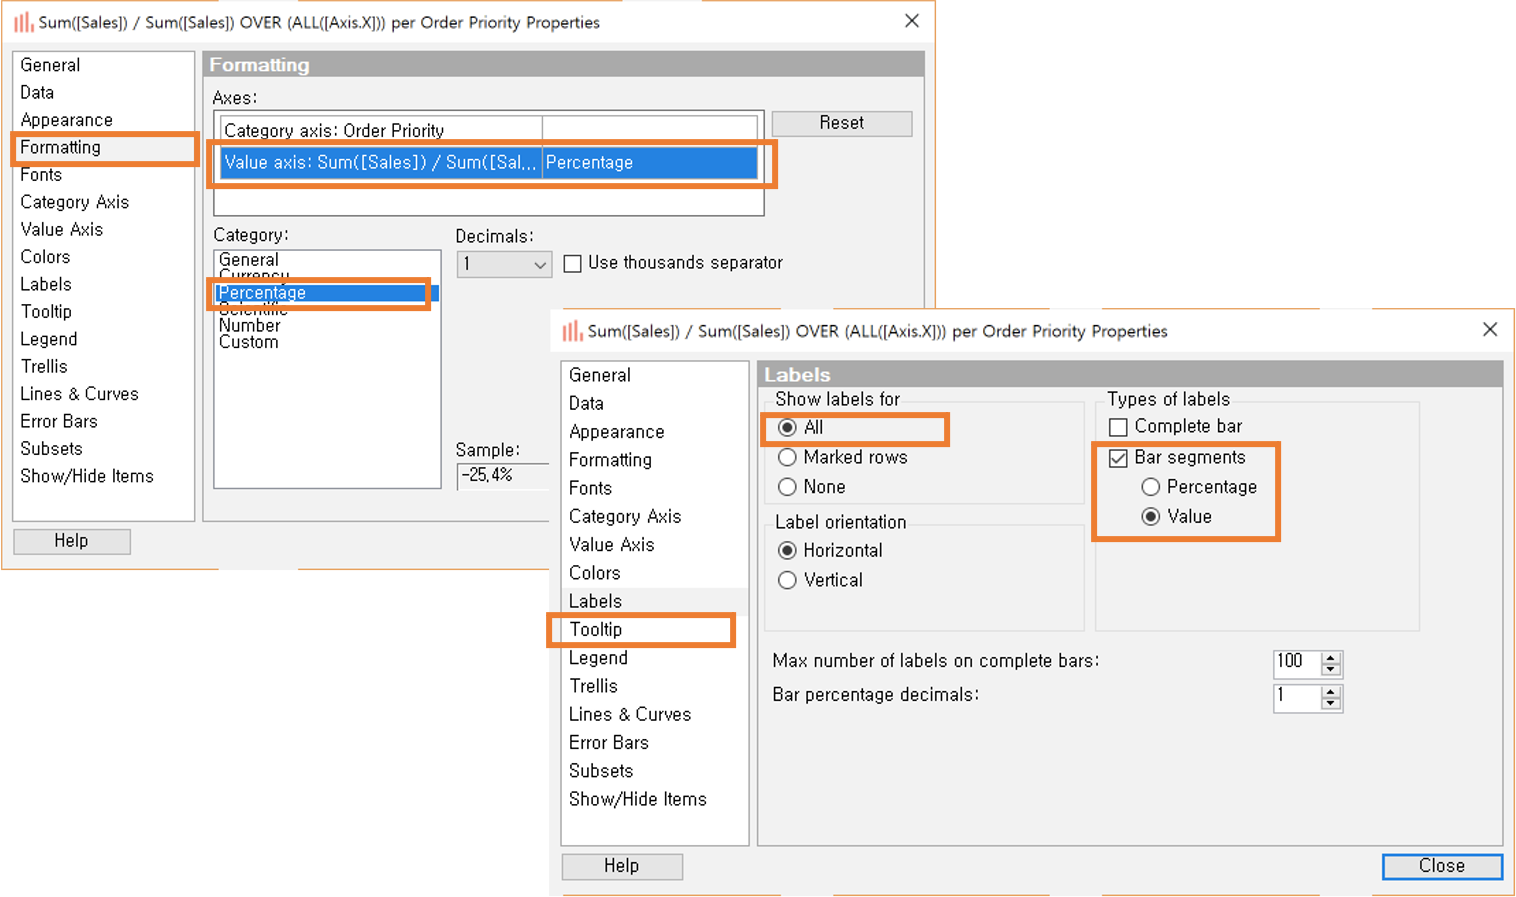 Sum([Sales]) / Sum([Sales]) OVER (ALL([Axis.X])) per Order Priority Properties
General
Data
Appearance
Formatting
Fonts
Category Axis
Value Axis
Colors
Labels
Tooltip
Legend
Trellis
Lines & Curves
Error Bars
Subsets
Show/Hide Items
Help
Formatting
Axes:
Category axis: Order Priority
Value axis: Sum([Sales]) / Sum([Sal... Percentage
Reset
Category:
General
Currency
Percentage
Scientific
Number
Custom
Decimals:
1
Use thousands separator
Sample:
-25.4%
Sum([Sales]) / Sum([Sales]) OVER (ALL([Axis.X])) per Order Priority Properties
General
Data
Appearance
Formatting
Fonts
Category Axis
Value Axis
Colors
Labels
Tooltip
Legend
Trellis
Lines & Curves
Error Bars
Subsets
Show/Hide Items
Labels
Show labels for
All
Marked rows
None
Label orientation
Horizontal
Vertical
Types of labels
Complete bar
Bar segments
Percentage
Value
Max number of labels on complete bars: 100
Bar percentage decimals: 1
Help
Close